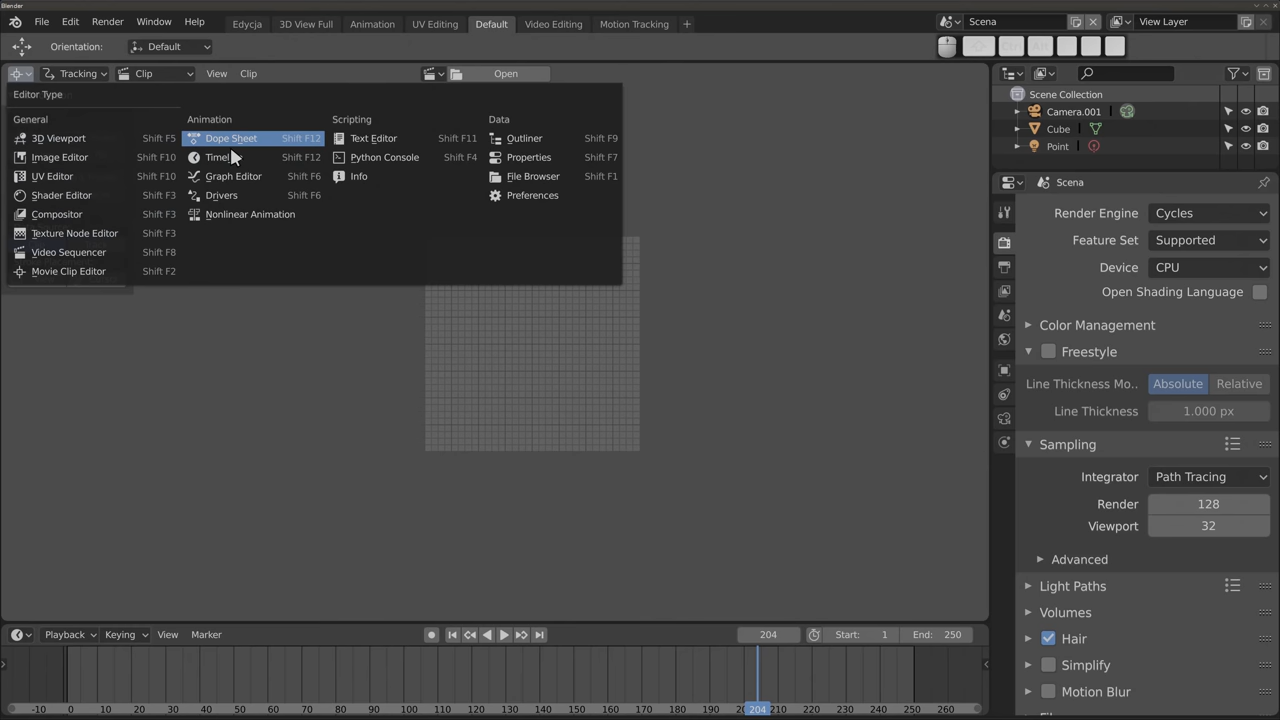 Blender
File Edit Render Window Help Edycja 3D View Full Animation UV Editing Default Video Editing Motion Tracking + Scena View Layer
Orientation: Default
Tracking Clip View Clip Open
Editor Type
General Animation Scripting Data
3D Viewport Shift F5 Dope Sheet Shift F12 Text Editor Shift F11 Outliner Shift F9
Image Editor Shift F10 Shift F12 Python Console Shift F4 Properties Shift F7
UV Editor Shift F10 Graph Editor Shift F6 Info File Browser Shift F1
Shader Editor Shift F3 Drivers Shift F6 Preferences
Compositor Shift F3 Nonlinear Animation
Texture Node Editor Shift F3
Video Sequencer Shift F8
Movie Clip Editor Shift F2
Scene Collection
Camera.001
Cube
Point
Scena
Render Engine Cycles
Feature Set Supported
Device CPU
Open Shading Language
Color Management
Freestyle
Line Thickness Mo.. Absolute Relative
Line Thickness 1.000 px
Sampling
Integrator Path Tracing
Render 128
Viewport 32
Advanced
Light Paths
Volumes
Hair
Simplify
Motion Blur
Playback Keying View Marker 204 Start: 1 End: 250
-10 0 10 20 30 40 50 60 70 80 90 100 110 120 130 140 150 160 170 180 190 204 210 220 230 240 250 260